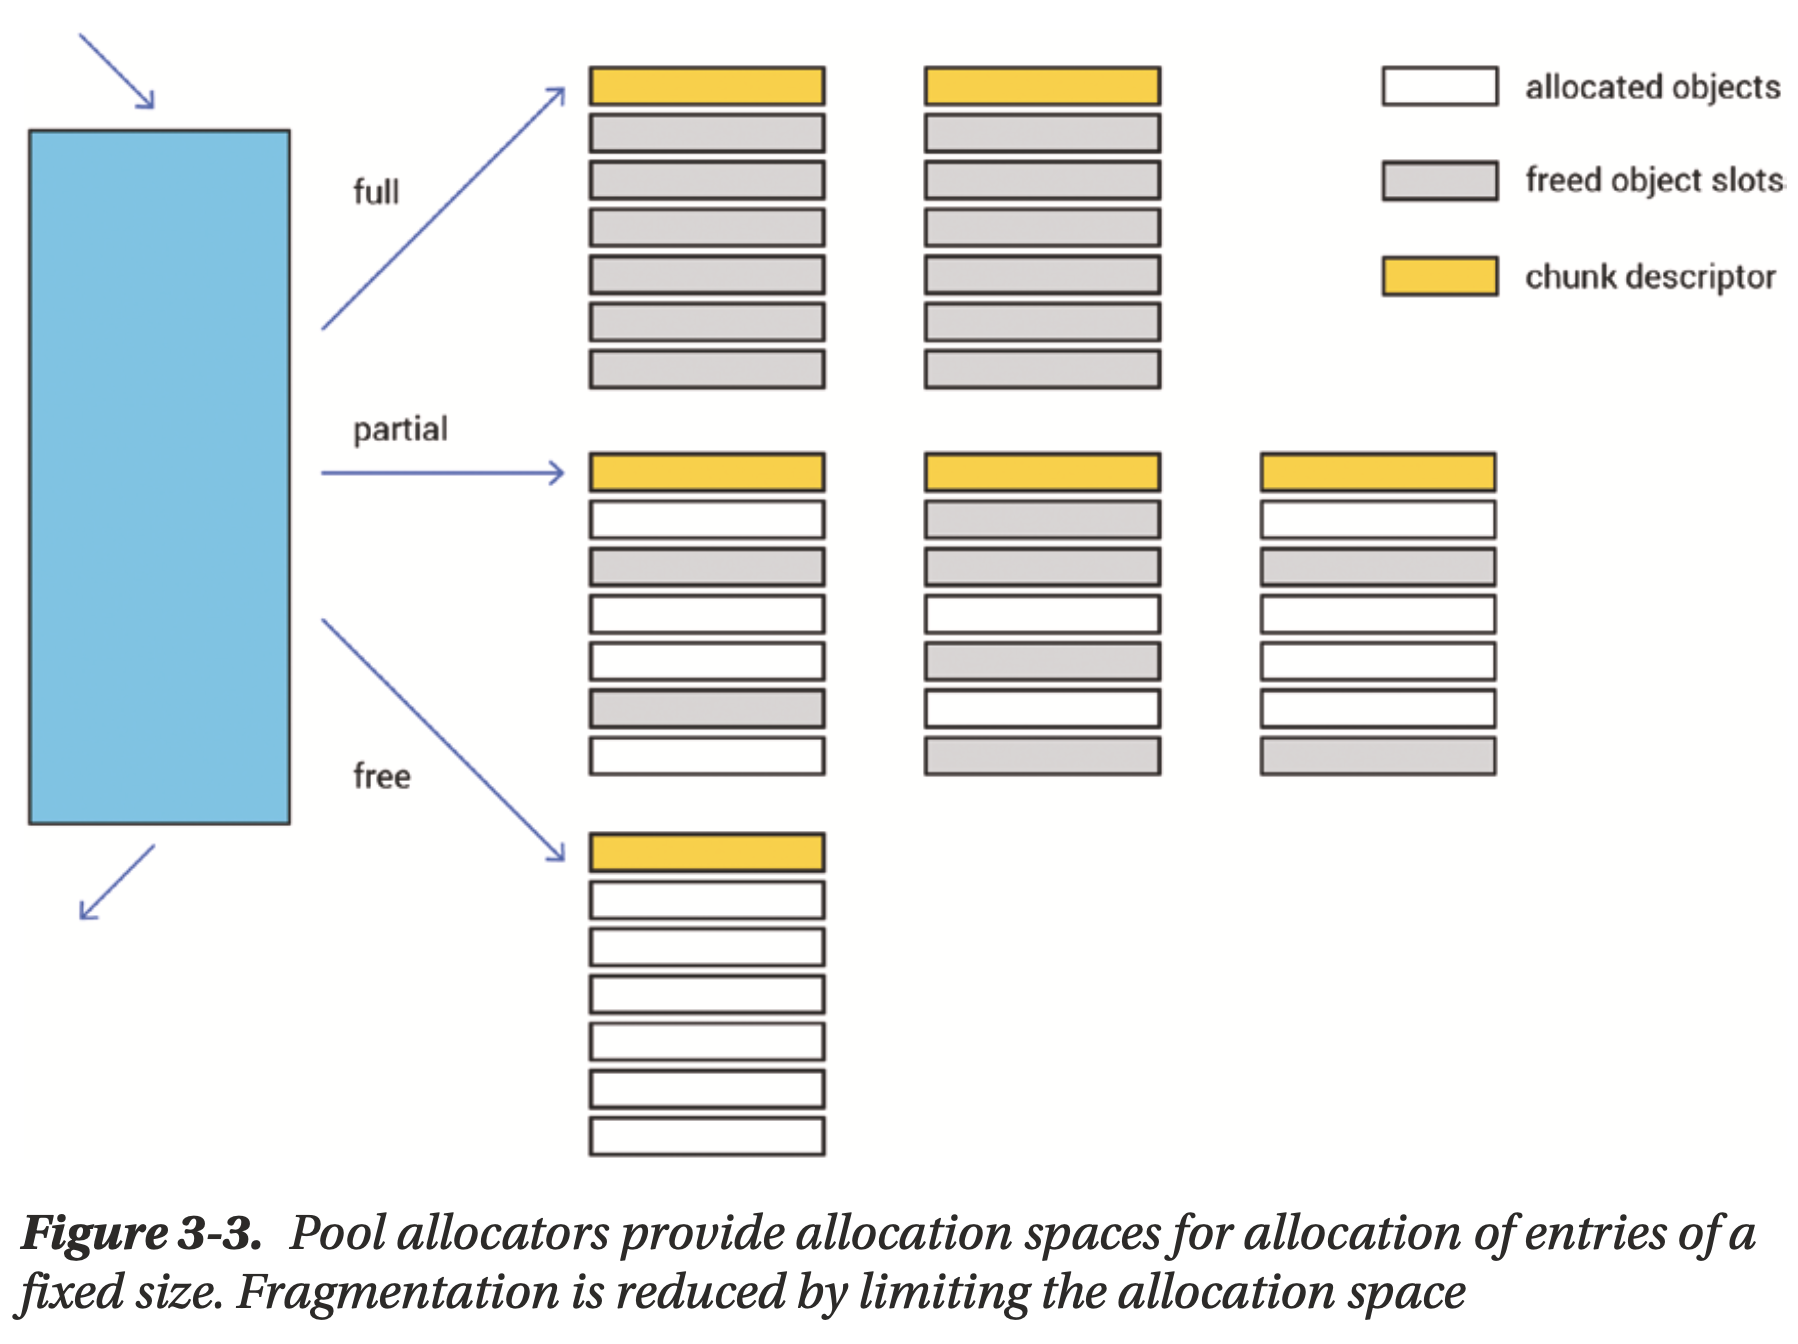 full
allocated objects
freed object slots
chunk descriptor
partial
free
Figure 3-3. Pool allocators provide allocation spaces for allocation of entries of a
fixed size. Fragmentation is reduced by limiting the allocation space